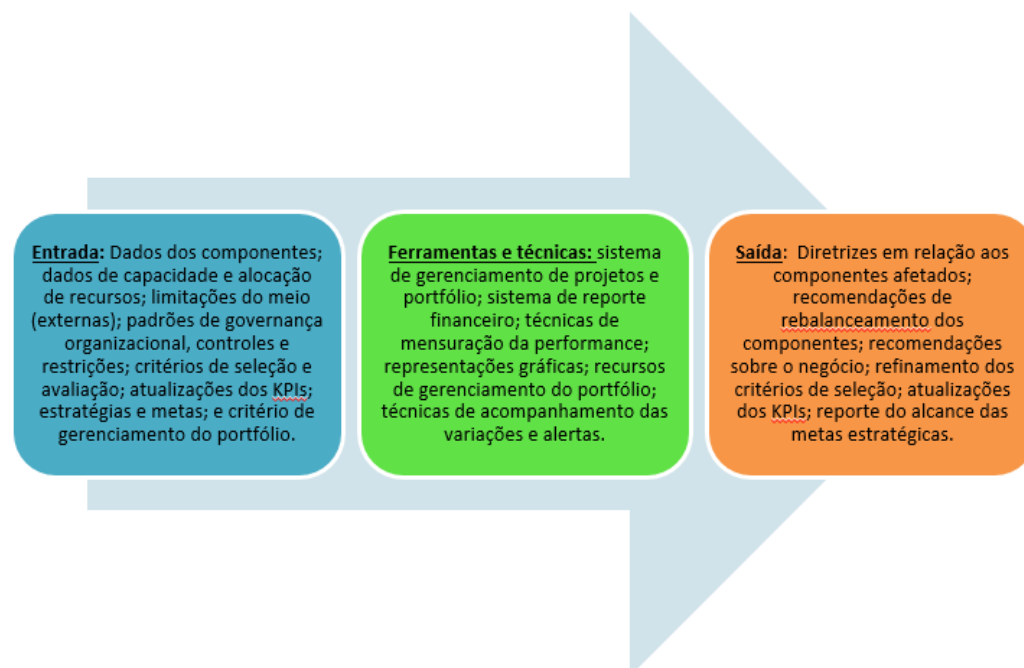 Entrada: Dados dos componentes;
dados de capacidade e alocação
de recursos; limitações do meio
(externas); padrões de governança
organizacional, controles e
restrições; critérios de seleção e
avaliação; atualizações dos KPIs;
estratégias e metas; e critério de
gerenciamento do portfólio.
Ferramentas e técnicas: sistema
de gerenciamento de projetos e
portfólio; sistema de reporte
financeiro; técnicas de
mensuração da performance;
representações gráficas; recursos
de gerenciamento do portfólio;
técnicas de acompanhamento das
variações e alertas.
Saída: Diretrizes em relação aos
componentes afetados;
recomendações de
rebalanceamento dos
componentes; recomendações
sobre o negócio; refinamento dos
critérios de seleção; atualizações
dos KPIs; reporte do alcance das
metas estratégicas.